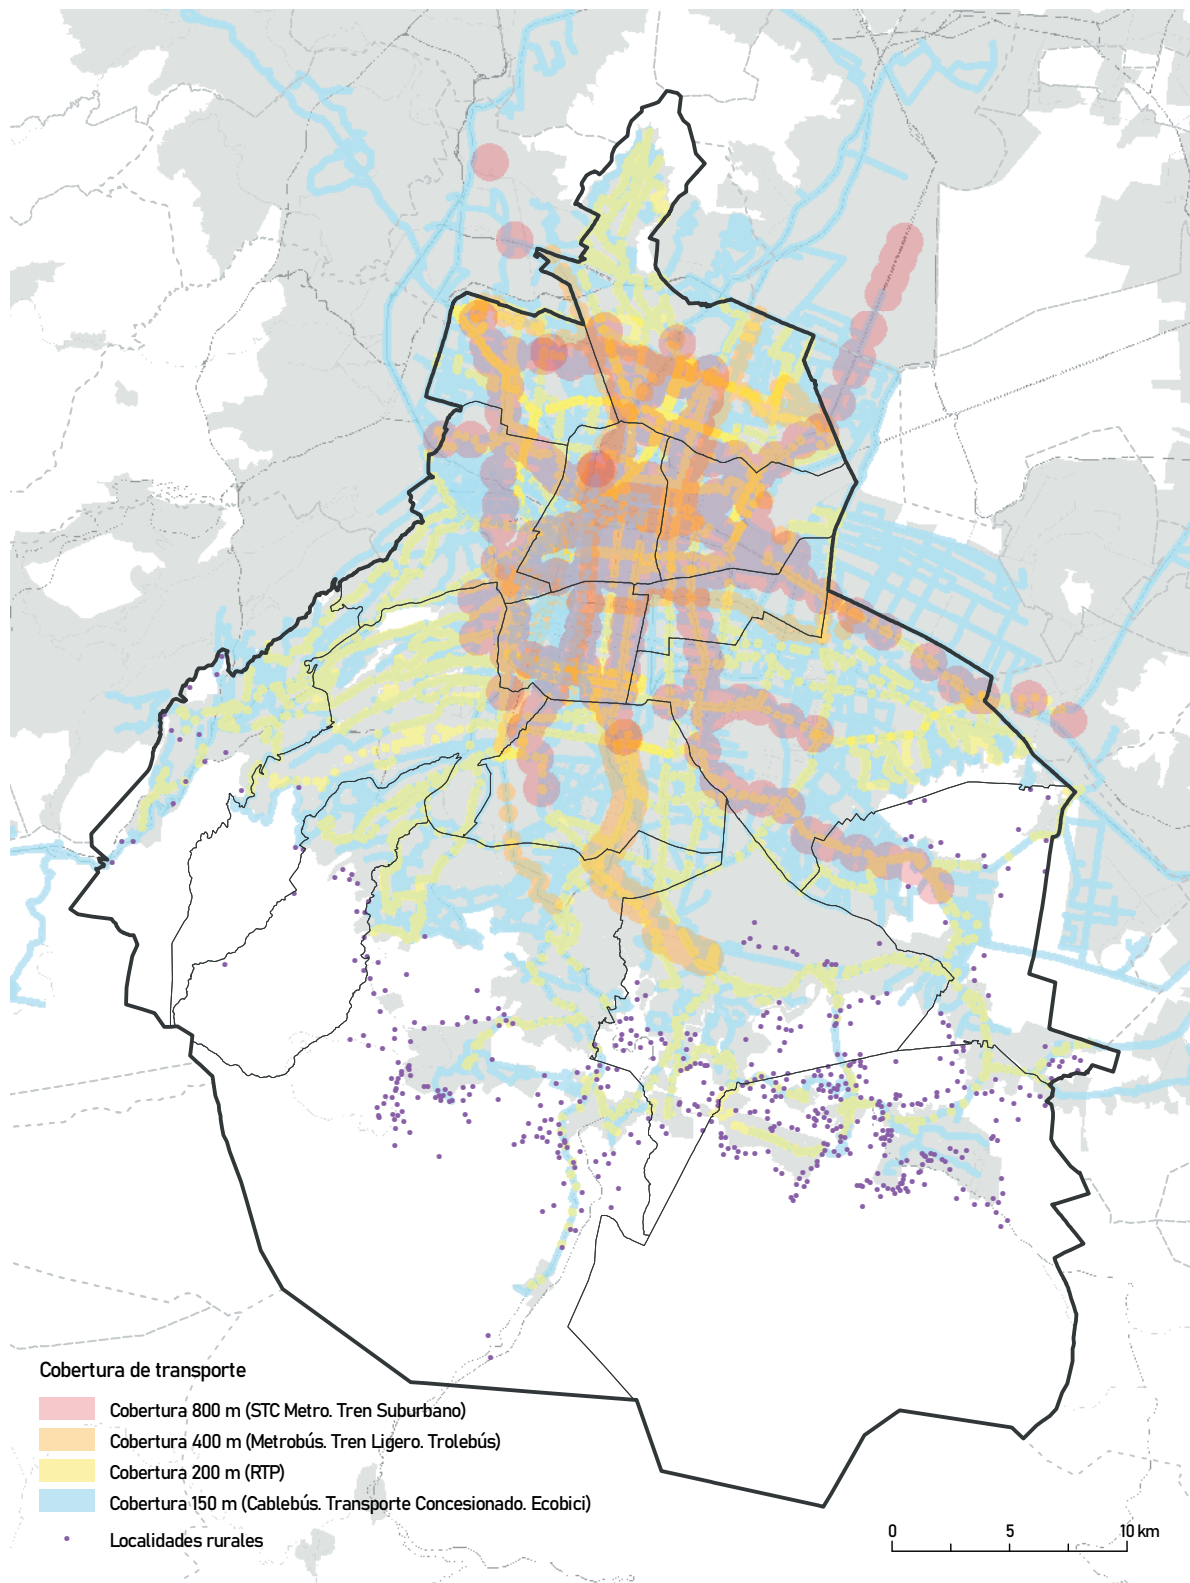 Cobertura de transporte
Cobertura 800 m (STC Metro. Tren Suburbano)
Cobertura 400 m (Metrobús. Tren Ligero. Trolebús)
Cobertura 200 m (RTP)
Cobertura 150 m (Cablebús. Transporte Concesionado. Ecobici)
Localidades rurales
0 5 10 km